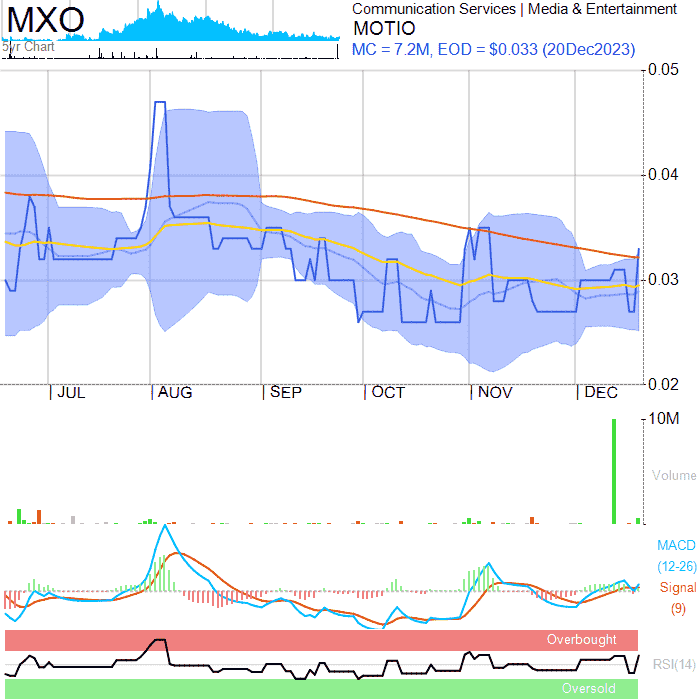 MXO
5yr Chart
Communication Services | Media & Entertainment
MOTIO
MC = 7.2M, EOD = $0.033 (20Dec2023)
0.05
0.04
0.03
0.02
JUL AUG SEP OCT NOV DEC
10M
Volume
MACD
(12-26)
Signal
(9)
Overbought
RSI(14)
Oversold